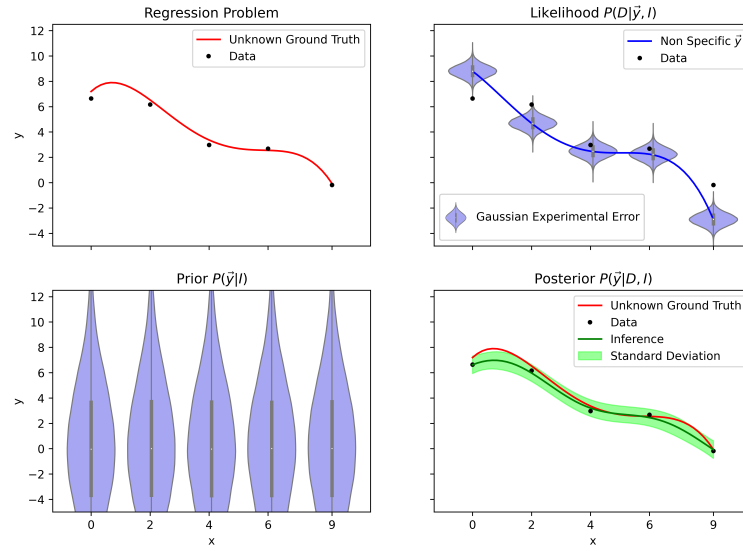 Regression Problem
12
10
8
6
4
2
0
−2
−4
y
Unknown Ground Truth
Data
Likelihood P(D|y⃗, I)
Non Specific y⃗
Data
Gaussian Experimental Error
Prior P(y⃗|I)
12
10
8
6
4
2
0
−2
−4
y
0 2 4 6 9
x
Posterior P(y⃗|D, I)
Unknown Ground Truth
Data
Inference
Standard Deviation
0 2 4 6 9
x